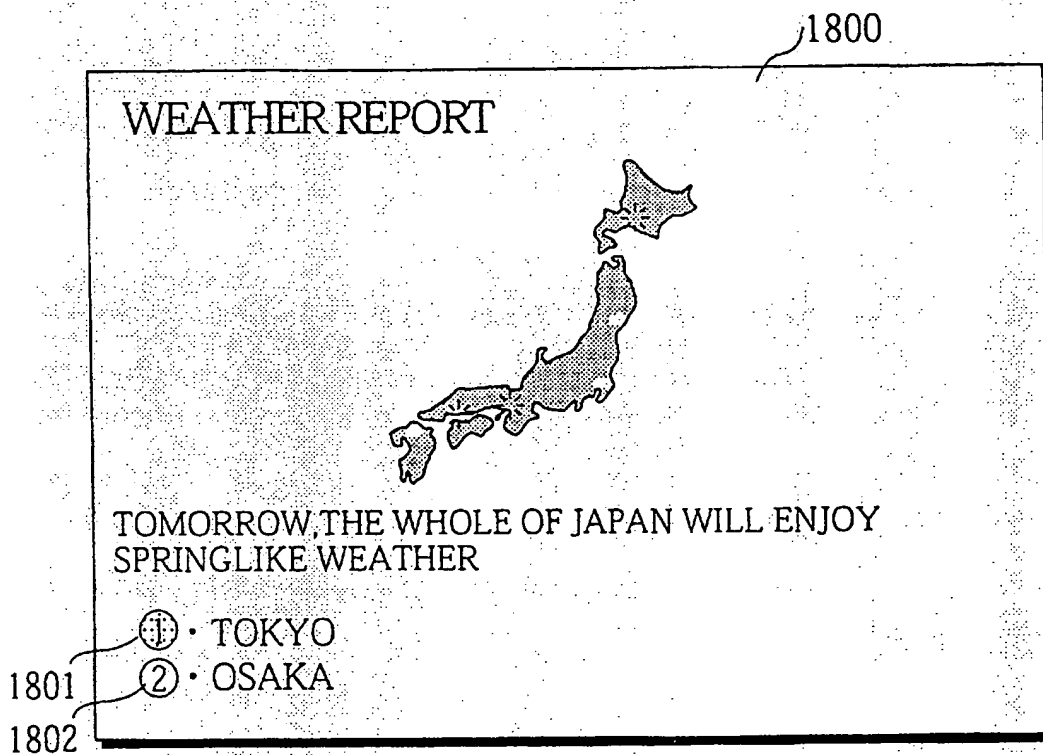 1800
WEATHER REPORT
TOMORROW,THE WHOLE OF JAPAN WILL ENJOY
SPRINGLIKE WEATHER
① · TOKYO
② · OSAKA
1801
1802